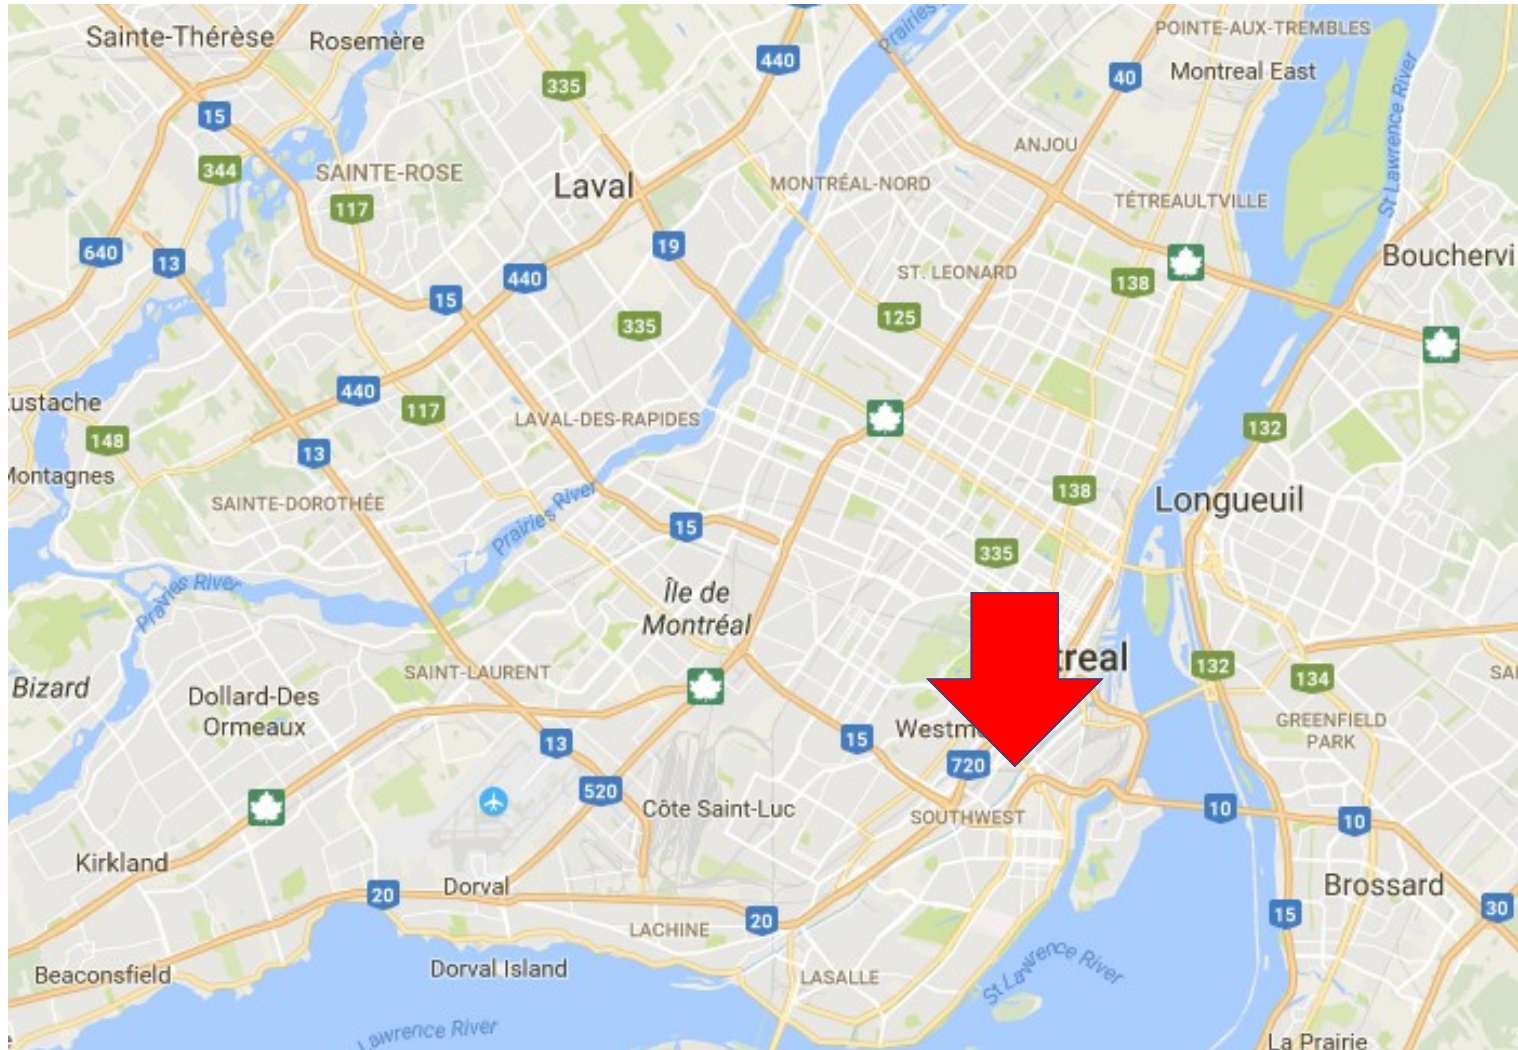 POINTE-AUX-TREMBLES
Sainte-Thérèse
Rosemère
Prairies
440
335
40
Montreal East
15
St Lawrence River
ANJOU
344
SAINTE-ROSE
Laval
MONTRÉAL-NORD
117
TÉTREAULTVILLE
640
13
19
Bouchervi
440
ST. LEONARD
138
15
335
125
440
ustache
117
LAVAL-DES-RAPIDES
132
148
13
Montagnes
138
SAINTE-DOROTHÉE
Longueuil
Prairies River
15
335
Prairies River
Île de
Montréal
treal
132
SAINT-LAURENT
134
SA
Bizard
Dollard-Des
Ormeaux
GREENFIELD
PARK
Westm
13
15
720
520
Côte Saint-Luc
SOUTHWEST
10
10
Kirkland
Dorval
20
Brossard
20
15
30
LACHINE
Beaconsfield
Dorval Island
LASALLE
St Lawrence River
Lawrence River
La Prairie